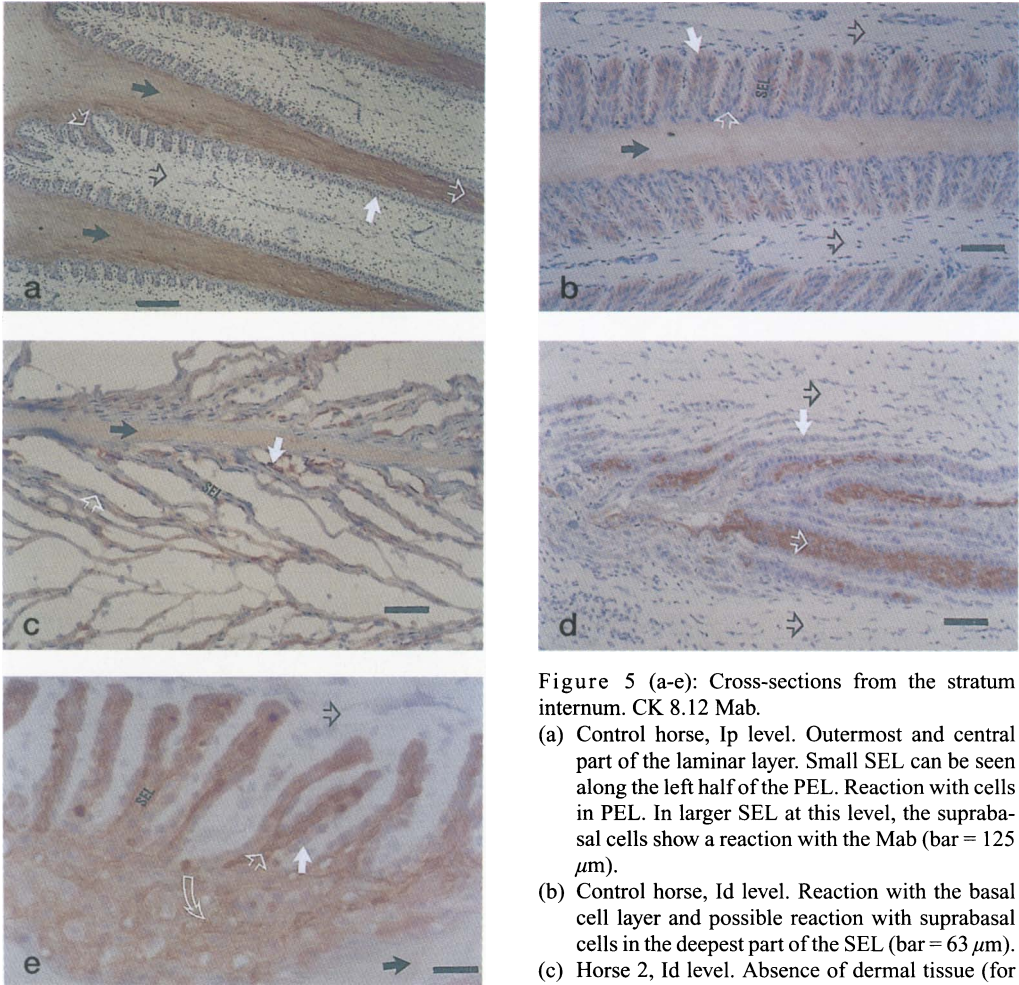 a
b
SEL
c
SEL
d
e
SEL
Figure 5 (a-e): Cross-sections from the stratum
internum. CK 8.12 Mab.
(a) Control horse, Ip level. Outermost and central
part of the laminar layer. Small SEL can be seen
along the left half of the PEL. Reaction with cells
in PEL. In larger SEL at this level, the supraba-
sal cells show a reaction with the Mab (bar = 125
μm).
(b) Control horse, Id level. Reaction with the basal
cell layer and possible reaction with suprabasal
cells in the deepest part of the SEL (bar = 63 μm).
(c) Horse 2, Id level. Absence of dermal tissue (for